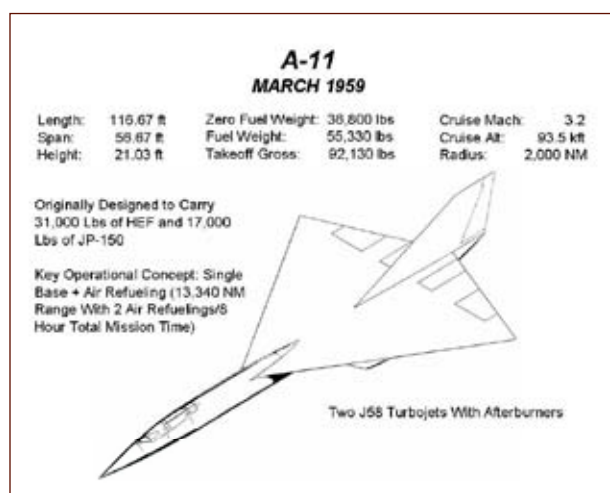 A-11
MARCH 1959
Length: 116.67 ft
Span: 56.67 ft
Height: 21.03 ft
Zero Fuel Weight: 36,800 lbs
Fuel Weight: 55,330 lbs
Takeoff Gross: 92,130 lbs
Cruise Mach: 3.2
Cruise Alt: 93.5 kft
Radius: 2,000 NM
Originally Designed to Carry
31,000 Lbs of HEF and 17,000
Lbs of JP-150
Key Operational Concept: Single
Base + Air Refueling (13,340 NM
Range With 2 Air Refuelings/8
Hour Total Mission Time)
Two J58 Turbojets With Afterburners